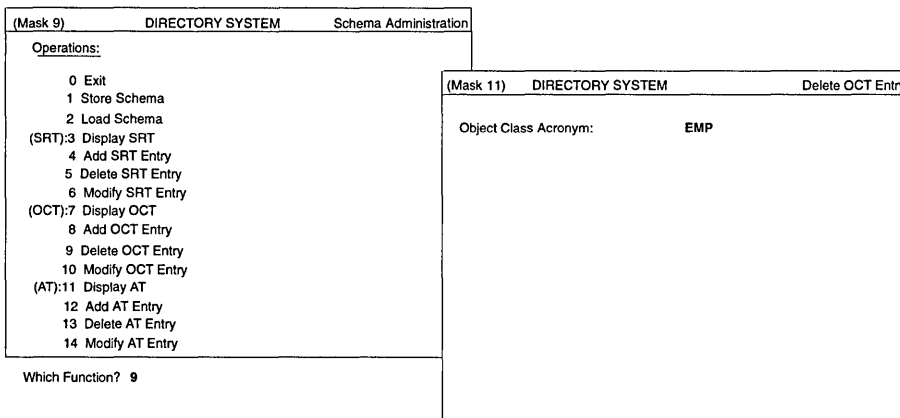 (Mask 9) DIRECTORY SYSTEM Schema Administration
Operations:
0 Exit
1 Store Schema
2 Load Schema
(SRT):3 Display SRT
4 Add SRT Entry
5 Delete SRT Entry
6 Modify SRT Entry
(OCT):7 Display OCT
8 Add OCT Entry
9 Delete OCT Entry
10 Modify OCT Entry
(AT):11 Display AT
12 Add AT Entry
13 Delete AT Entry
14 Modify AT Entry
Which Function? 9
(Mask 11) DIRECTORY SYSTEM Delete OCT Entry
Object Class Acronym: EMP